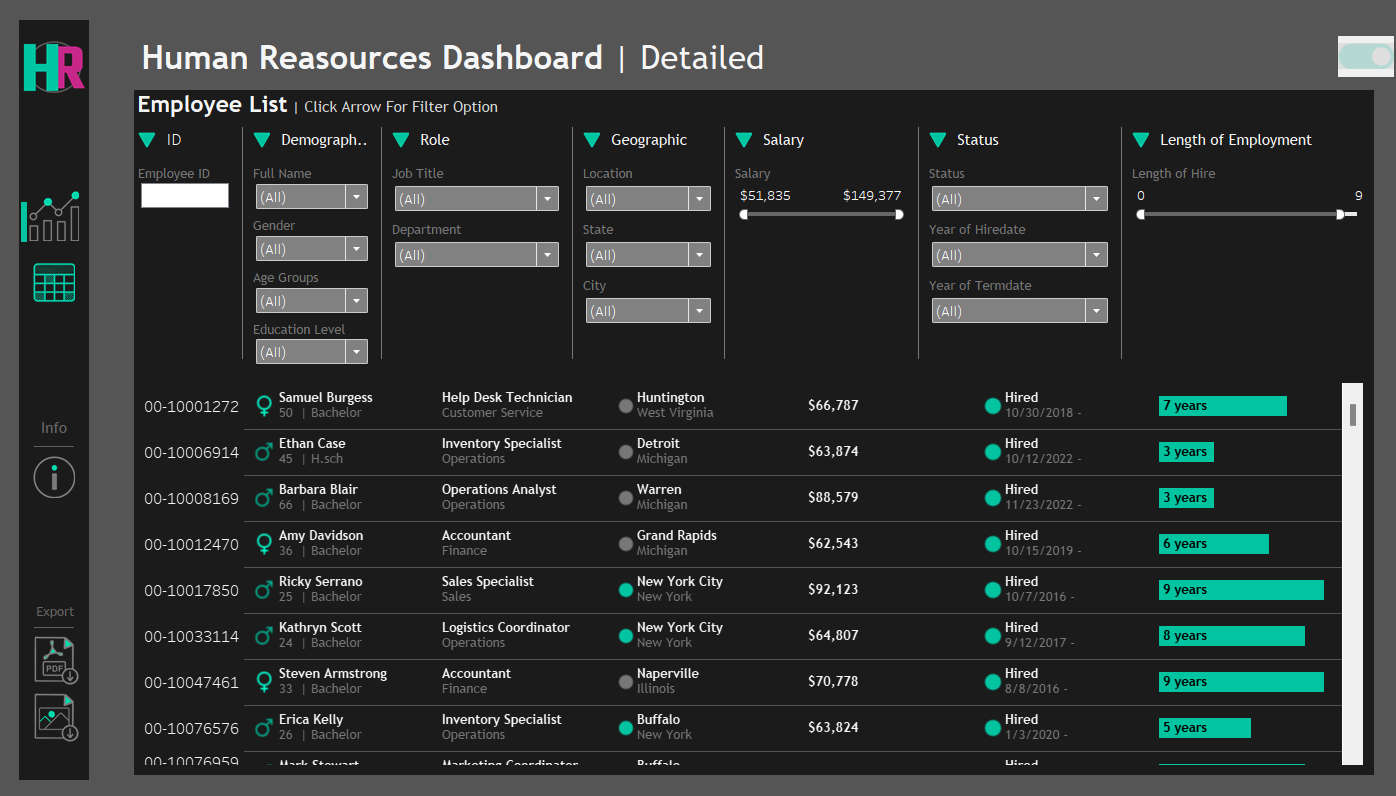 HR
Human Reasources Dashboard | Detailed
Employee List | Click Arrow For Filter Option
ID
Demograph..
Role
Geographic
Salary
Status
Length of Employment
Employee ID
Full Name
Job Title
Location
Salary
Status
Length of Hire
(All)
(All)
(All)
$51,835
$149,377
(All)
0
9
Gender
Department
State
Year of Hiredate
(All)
(All)
(All)
(All)
Age Groups
City
Year of Termdate
(All)
(All)
(All)
Education Level
(All)
00-10001272
Samuel Burgess
50 | Bachelor
Help Desk Technician
Customer Service
Huntington
West Virginia
$66,787
Hired
10/30/2018 -
7 years
00-10006914
Ethan Case
45 | H.sch
Inventory Specialist
Operations
Detroit
Michigan
$63,874
Hired
10/12/2022 -
3 years
00-10008169
Barbara Blair
66 | Bachelor
Operations Analyst
Operations
Warren
Michigan
$88,579
Hired
11/23/2022 -
3 years
00-10012470
Amy Davidson
36 | Bachelor
Accountant
Finance
Grand Rapids
Michigan
$62,543
Hired
10/15/2019 -
6 years
00-10017850
Ricky Serrano
25 | Bachelor
Sales Specialist
Sales
New York City
New York
$92,123
Hired
10/7/2016 -
9 years
00-10033114
Kathryn Scott
24 | Bachelor
Logistics Coordinator
Operations
New York City
New York
$64,807
Hired
9/12/2017 -
8 years
00-10047461
Steven Armstrong
33 | Bachelor
Accountant
Finance
Naperville
Illinois
$70,778
Hired
8/8/2016 -
9 years
00-10076576
Erica Kelly
26 | Bachelor
Inventory Specialist
Operations
Buffalo
New York
$63,824
Hired
1/3/2020 -
5 years
00-10076959
Mark Stewart
Marketing Coordinator
Buffalo
Hired
Info
Export
PDF